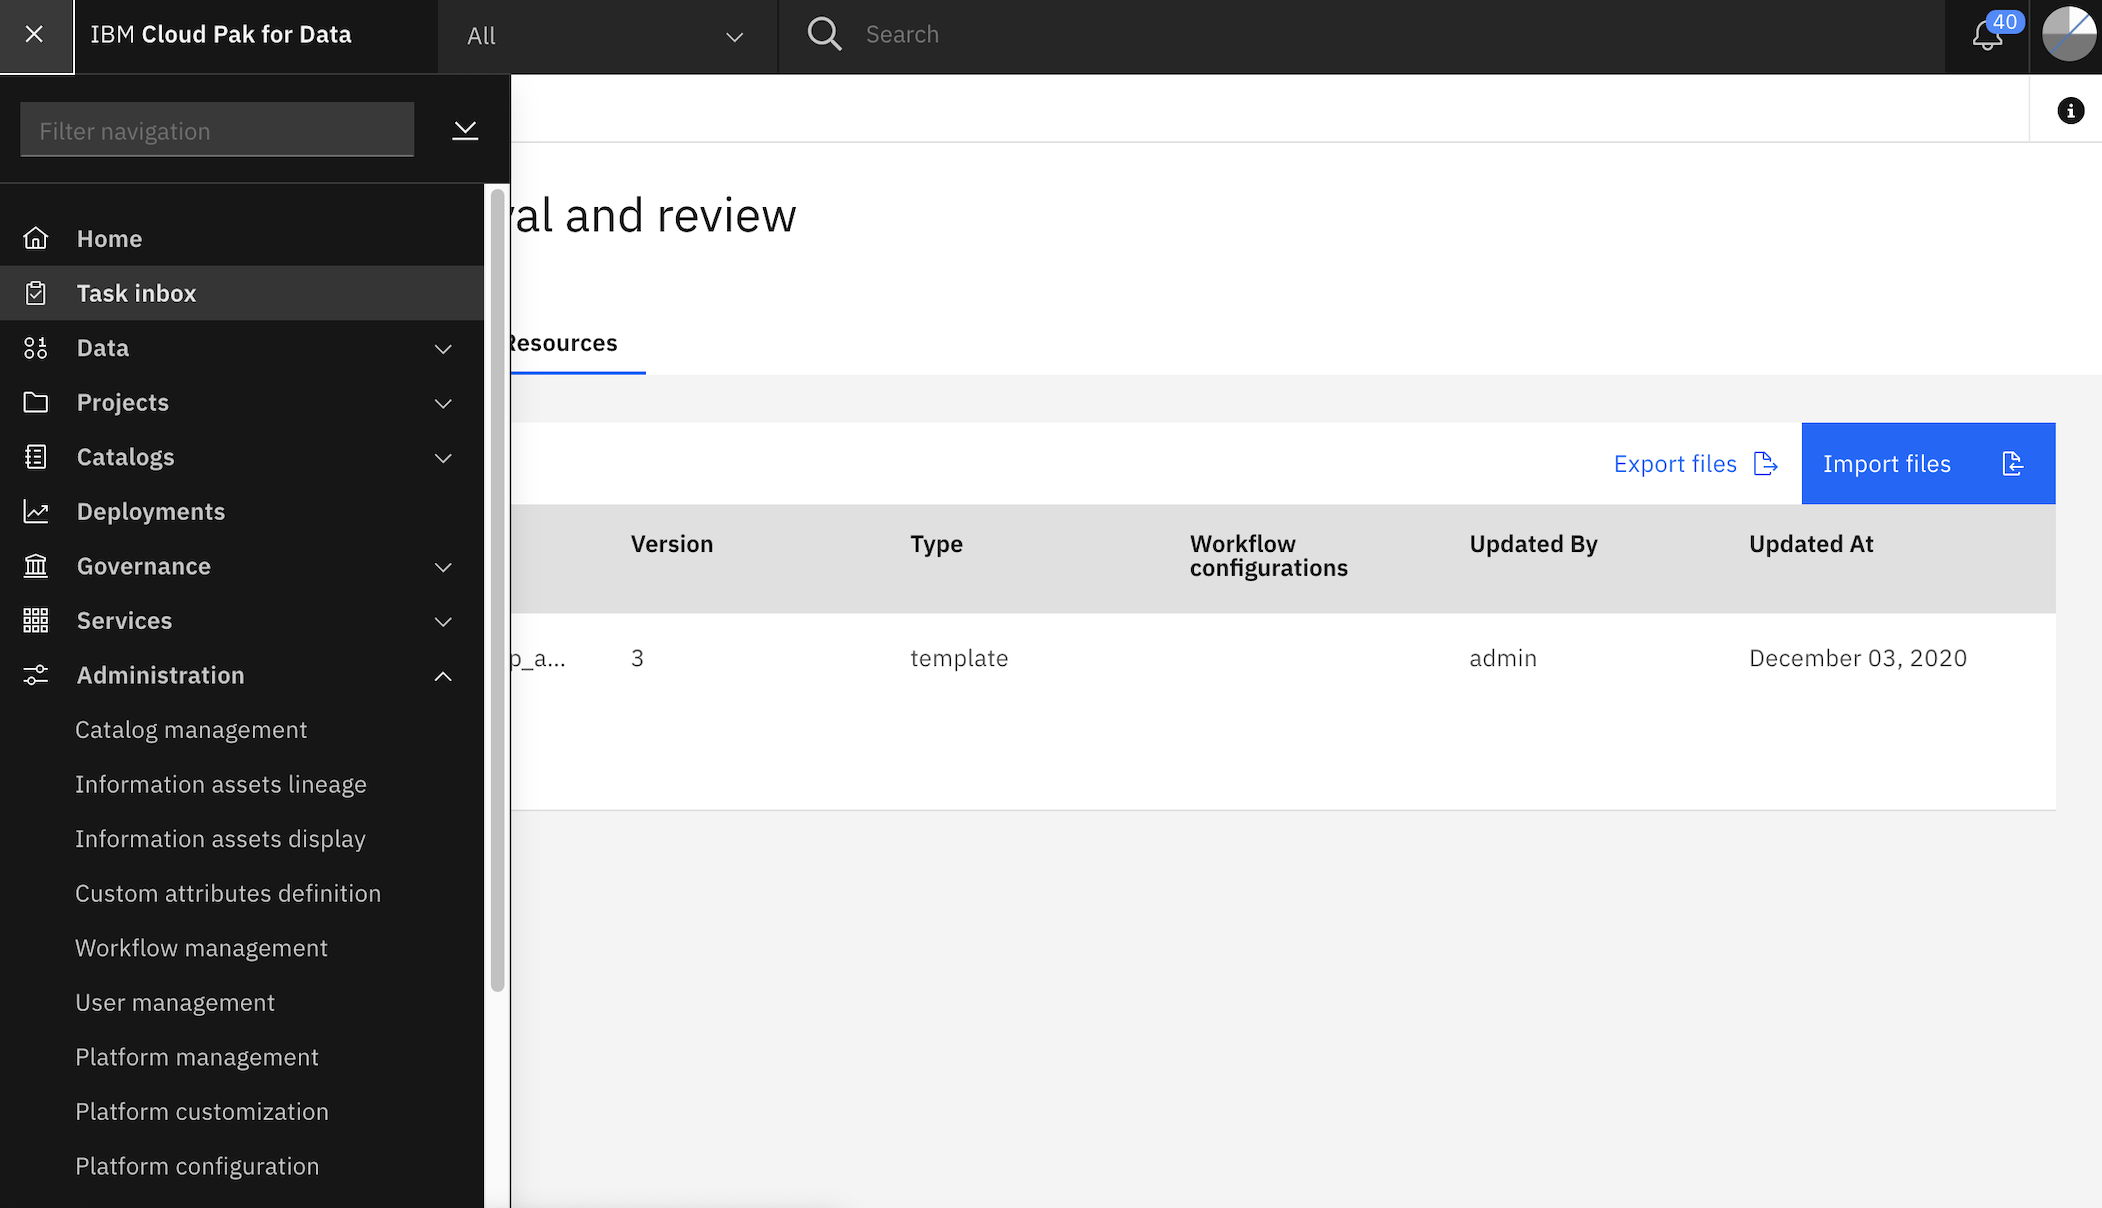 IBM Cloud Pak for Data
All
Search
40
Filter navigation
Home
Task inbox
Data
Projects
Catalogs
Deployments
Governance
Services
Administration
Catalog management
Information assets lineage
Information assets display
Custom attributes definition
Workflow management
User management
Platform management
Platform customization
Platform configuration
val and review
Resources
Export files
Import files
Version
Type
Workflow configurations
Updated By
Updated At
p_a...
3
template
admin
December 03, 2020